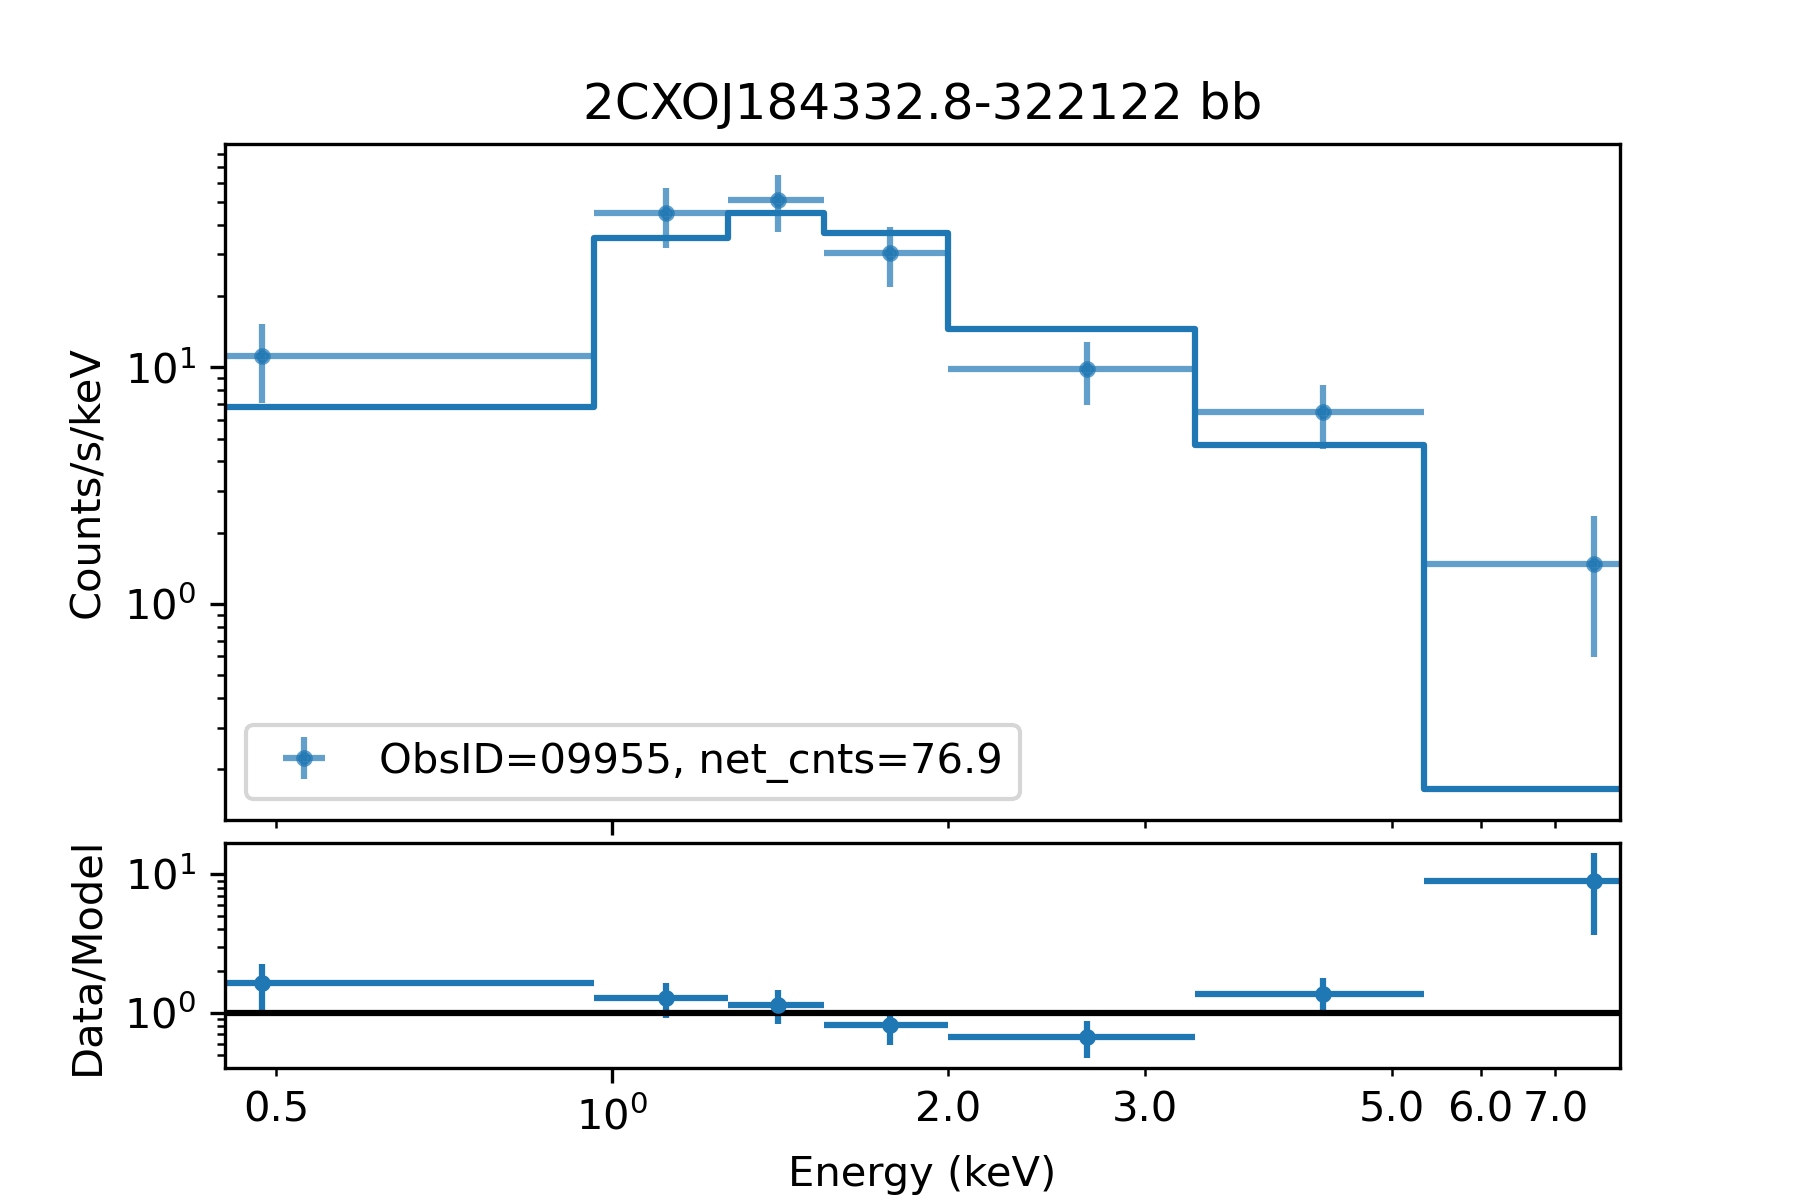 2CXOJ184332.8-322122 bb
Counts/s/keV
10¹
10⁰
ObsID=09955, net_cnts=76.9
Data/Model
10¹
10⁰
0.5 10⁰ 2.0 3.0 5.0 6.0 7.0
Energy (keV)